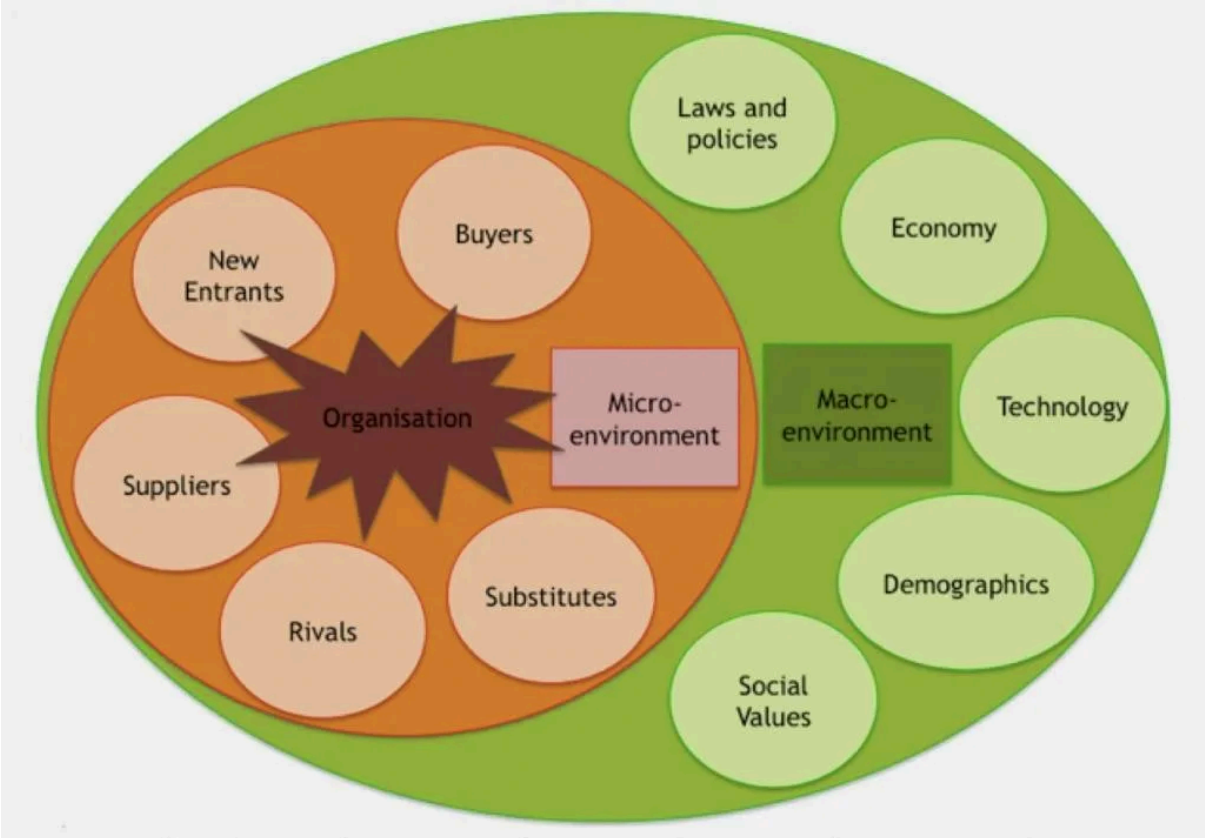 Laws and
policies
Economy
Buyers
New
Entrants
Organisation
Micro-
environment
Macro-
environment
Technology
Suppliers
Substitutes
Rivals
Demographics
Social
Values